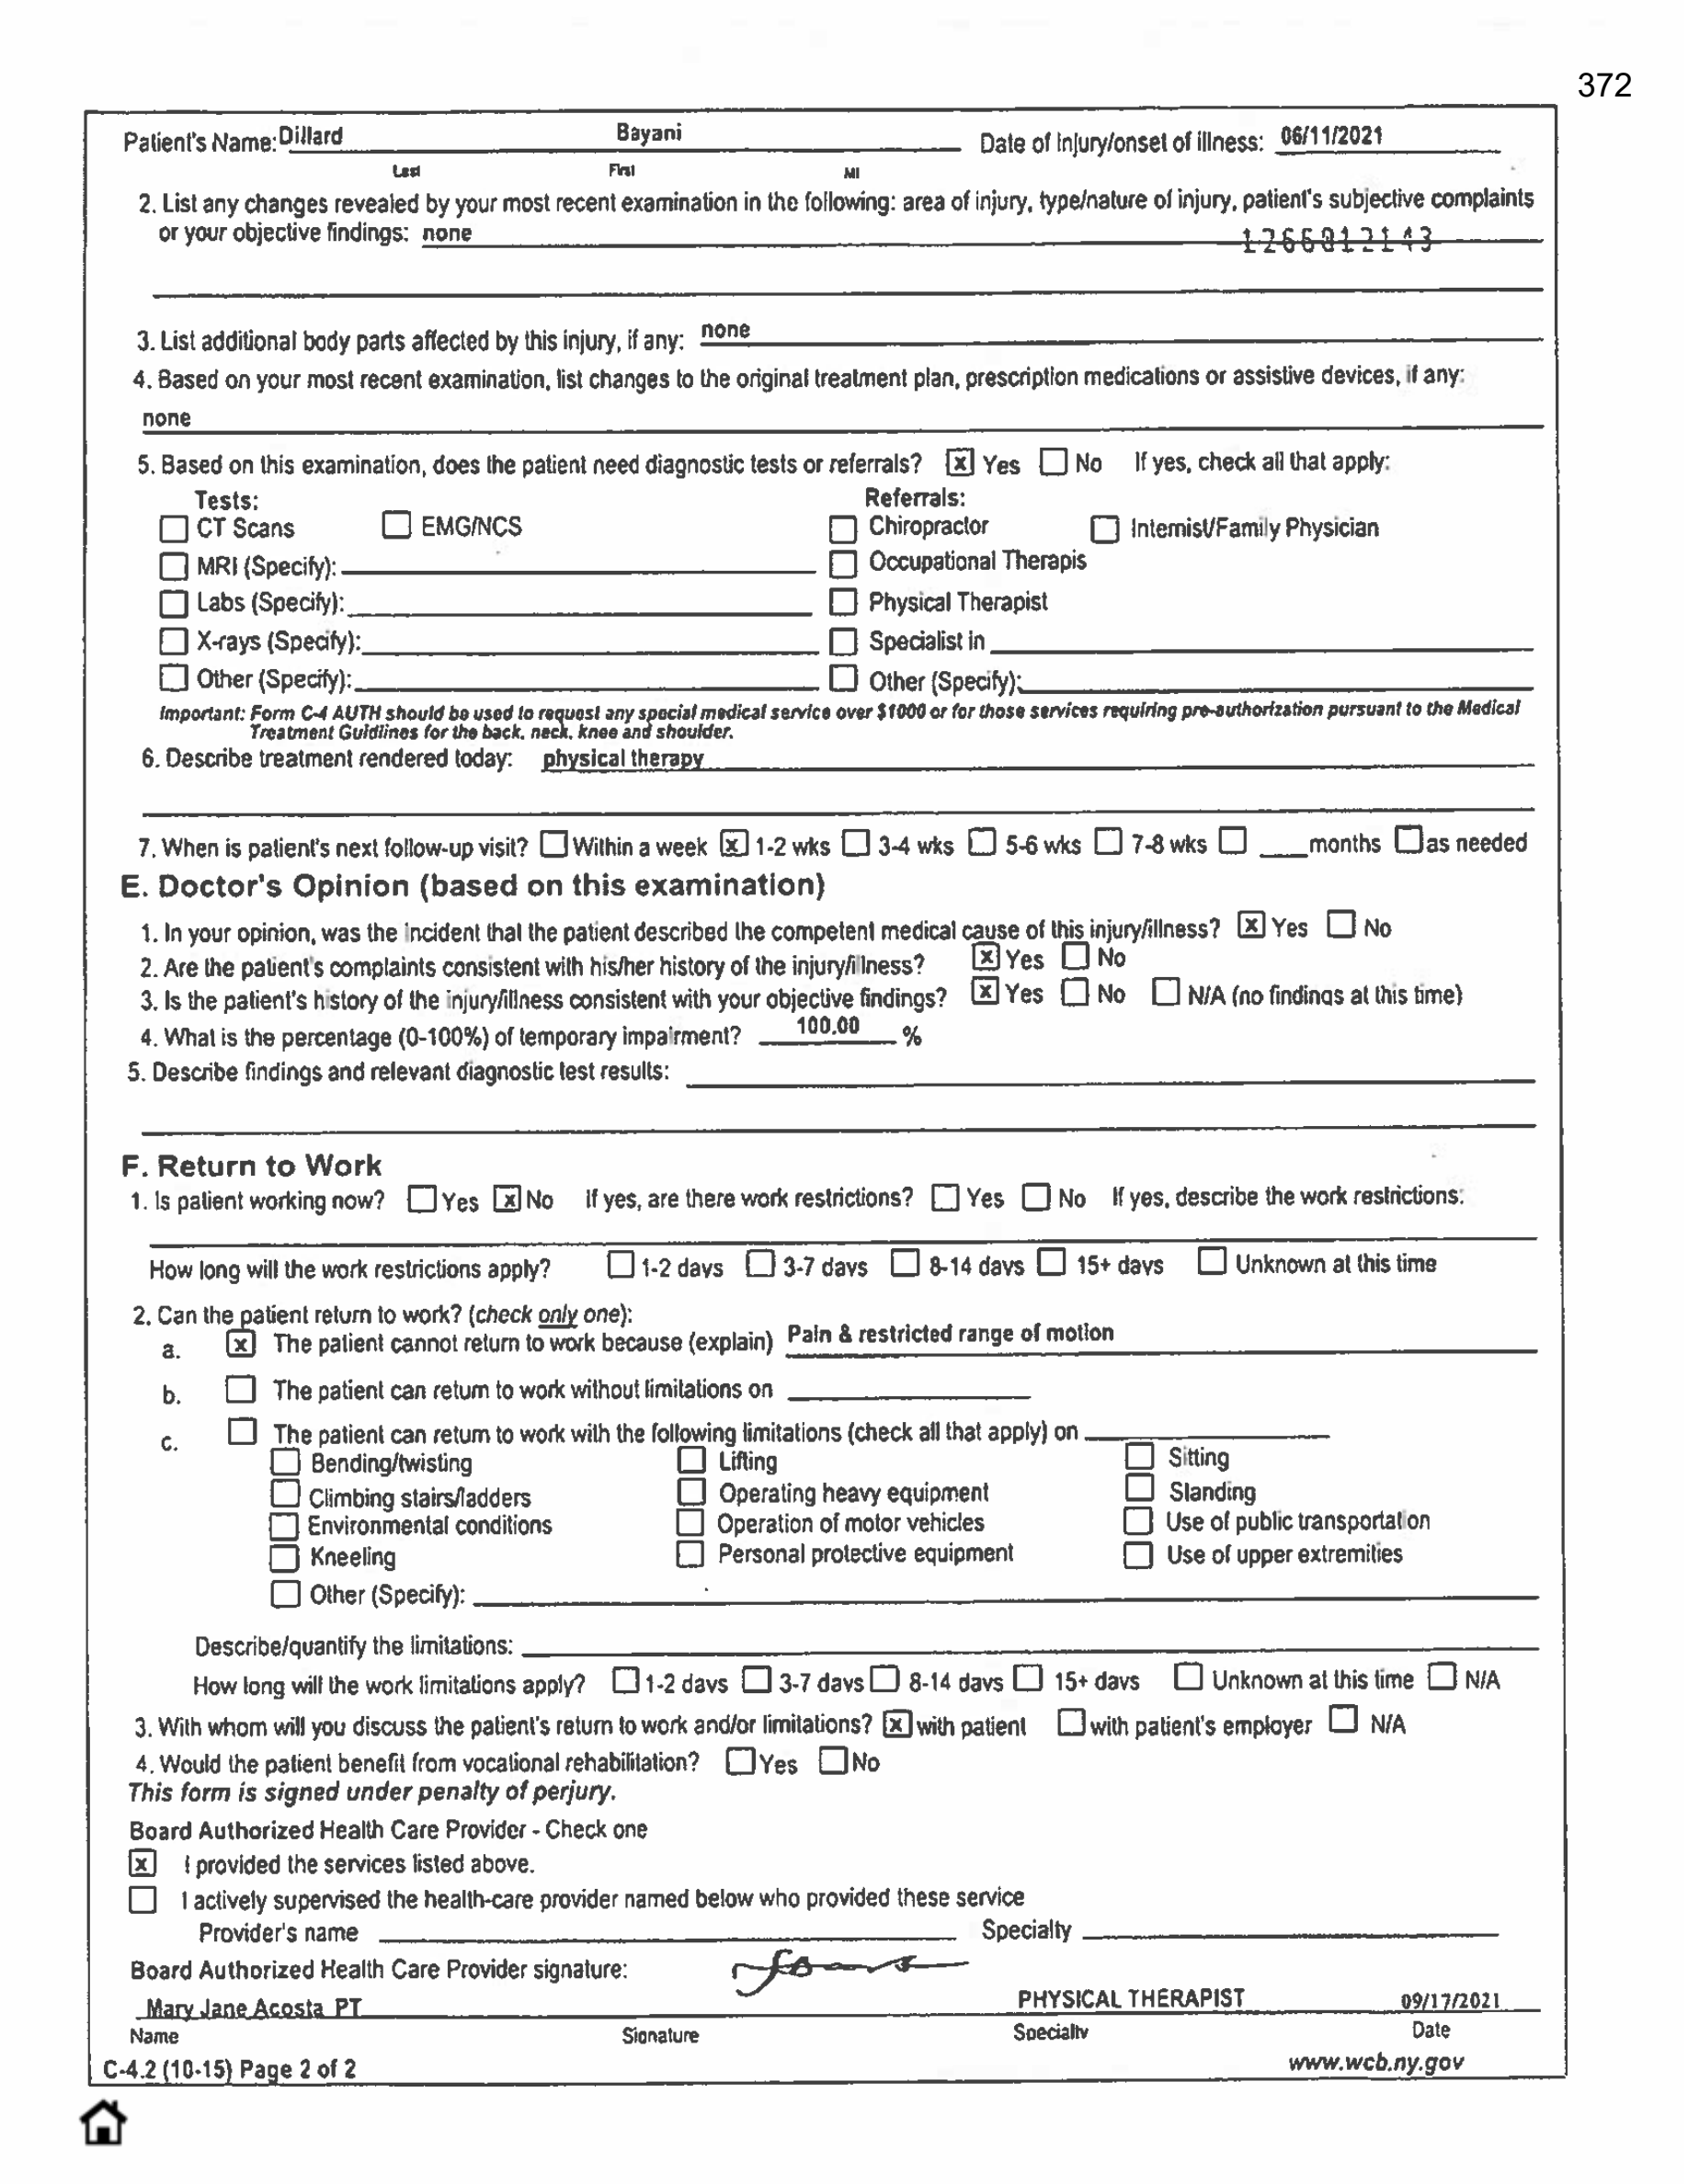 372
Patient's Name: Dillard Bayani Date of Injury/onset of illness: 06/11/2021
Last First MI
2. List any changes revealed by your most recent examination in the following: area of injury, type/nature of injury, patient's subjective complaints
or your objective findings: none 1266812143
3. List additional body parts affected by this injury, if any: none
4. Based on your most recent examination, list changes to the original treatment plan, prescription medications or assistive devices, if any:
none
5. Based on this examination, does the patient need diagnostic tests or referrals? [x] Yes [ ] No If yes, check all that apply:
Tests: Referrals:
CT Scans EMG/NCS Chiropractor Internist/Family Physician
MRI (Specify): Occupational Therapis
Labs (Specify): Physical Therapist
X-rays (Specify): Specialist in
Other (Specify): Other (Specify):
Important: Form C-4 AUTH should be used to request any special medical service over $1000 or for those services requiring pre-authorization pursuant to the Medical
Treatment Guidlines for the back, neck, knee and shoulder.
6. Describe treatment rendered today: physical therapy
7. When is patient's next follow-up visit? [ ] Within a week [x] 1-2 wks [ ] 3-4 wks [ ] 5-6 wks [ ] 7-8 wks [ ] ___months [ ] as needed
E. Doctor's Opinion (based on this examination)
1. In your opinion, was the incident that the patient described the competent medical cause of this injury/illness? [x] Yes [ ] No
2. Are the patient's complaints consistent with his/her history of the injury/illness? [x] Yes [ ] No
3. Is the patient's history of the injury/illness consistent with your objective findings? [x] Yes [ ] No [ ] N/A (no findings at this time)
4. What is the percentage (0-100%) of temporary impairment? 100.00 %
5. Describe findings and relevant diagnostic test results:
F. Return to Work
1. Is patient working now? [ ] Yes [x] No If yes, are there work restrictions? [ ] Yes [ ] No If yes, describe the work restrictions:
How long will the work restrictions apply? [ ] 1-2 days [ ] 3-7 days [ ] 8-14 days [ ] 15+ days [ ] Unknown at this time
2. Can the patient return to work? (check only one):
a. [x] The patient cannot return to work because (explain) Pain & restricted range of motion
b. [ ] The patient can return to work without limitations on
c. [ ] The patient can return to work with the following limitations (check all that apply) on
Bending/twisting Lifting Sitting
Climbing stairs/ladders Operating heavy equipment Standing
Environmental conditions Operation of motor vehicles Use of public transportation
Kneeling Personal protective equipment Use of upper extremities
Other (Specify):
Describe/quantify the limitations:
How long will the work limitations apply? [ ] 1-2 days [ ] 3-7 days [ ] 8-14 days [ ] 15+ days [ ] Unknown at this time [ ] N/A
3. With whom will you discuss the patient's return to work and/or limitations? [x] with patient [ ] with patient's employer [ ] N/A
4. Would the patient benefit from vocational rehabilitation? [ ] Yes [ ] No
This form is signed under penalty of perjury.
Board Authorized Health Care Provider - Check one
[x] I provided the services listed above.
[ ] I actively supervised the health-care provider named below who provided these service
Provider's name Specialty
Board Authorized Health Care Provider signature:
Mary Jane Acosta PT PHYSICAL THERAPIST 09/17/2021
Name Signature Specialty Date
C-4.2 (10-15) Page 2 of 2 www.wcb.ny.gov